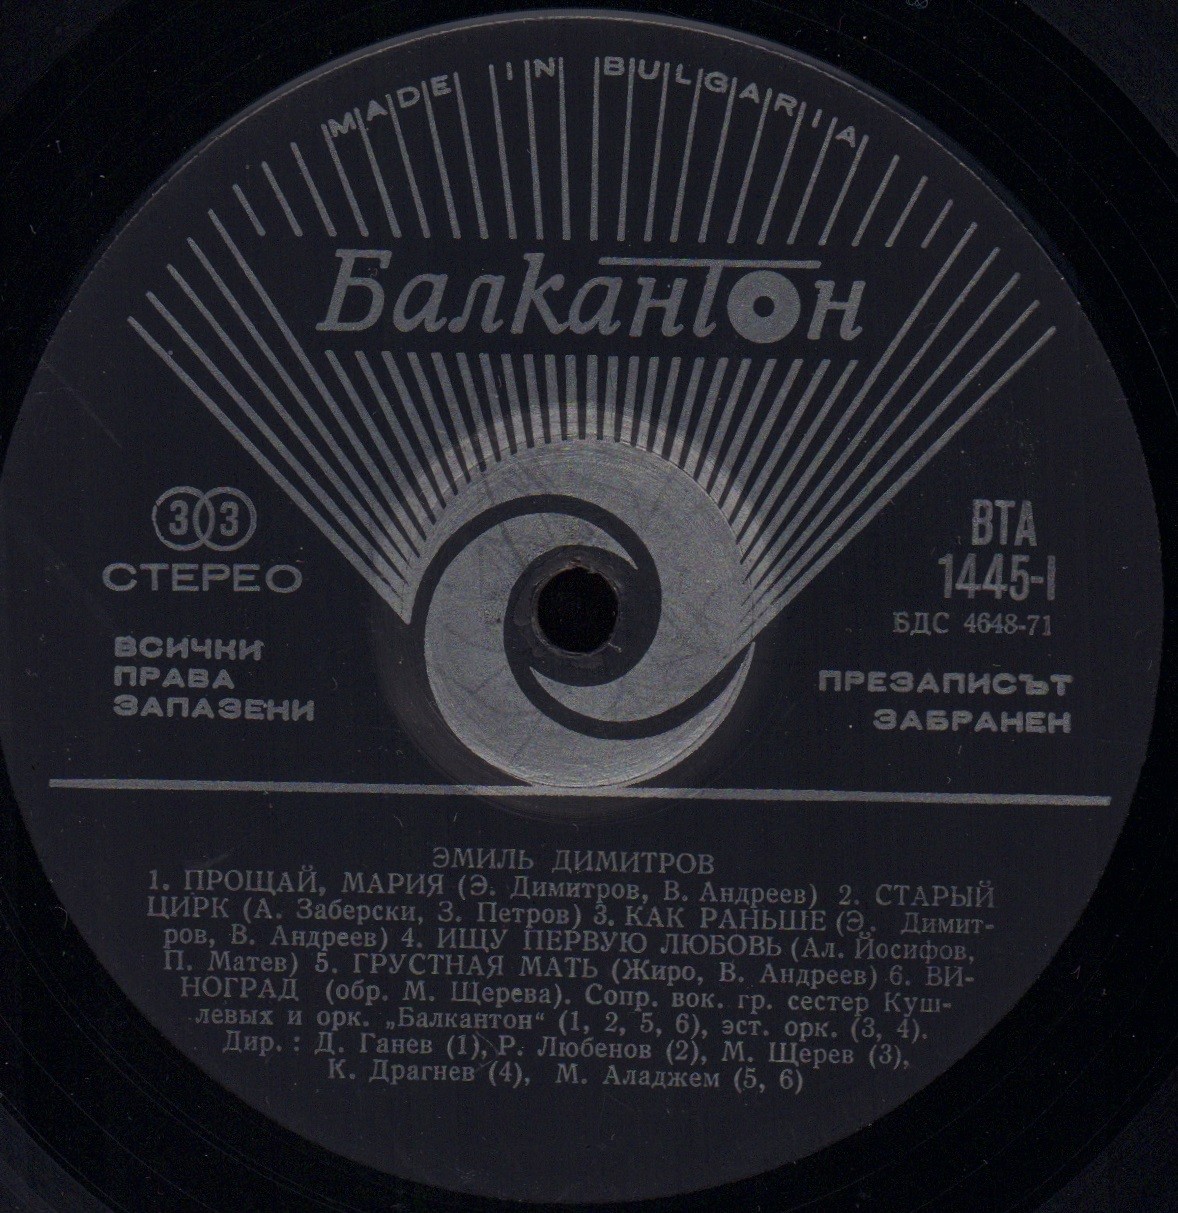 MADE IN BULGARIA
Балкантон
33
СТЕРЕО
ВСИЧКИ
ПРАВА
ЗАПАЗЕНИ
ВТА
1445-I
БДС 4648-71
ПРЕЗАПИСЪТ
ЗАБРАНЕН
ЭМИЛЬ ДИМИТРОВ
1. ПРОЩАЙ, МАРИЯ (Э. Димитров, В. Андреев) 2. СТАРЫЙ
ЦИРК (А. Заберски, З. Петров) 3. КАК РАНЬШЕ (Э. Димит-
ров, В. Андреев) 4. ИЩУ ПЕРВУЮ ЛЮБОВЬ (Ал. Йосифов,
П. Матев) 5. ГРУСТНАЯ МАТЬ (Жиро, В. Андреев) 6. ВИ-
НОГРАД (обр. М. Щерева). Сопр. вок. гр. сестер Куш-
левых и орк. „Балкантон“ (1, 2, 5, 6), эст. орк. (3, 4).
Дир. : Д. Ганев (1), Р. Любенов (2), М. Щерев (3),
К. Драгнев (4), М. Аладжем (5, 6)